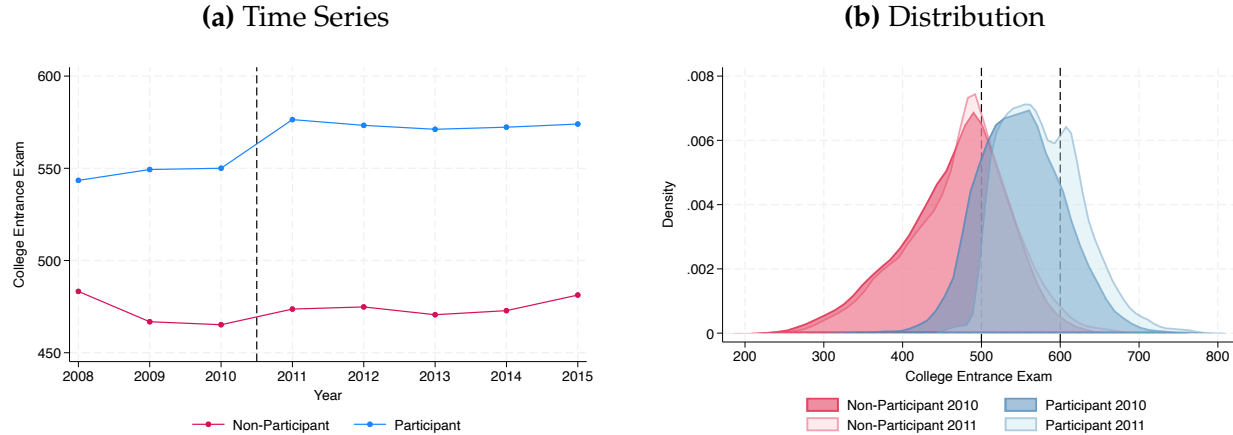 (a) Time Series
600
550
500
450
College Entrance Exam
2008 2009 2010 2011 2012 2013 2014 2015
Year
Non-Participant Participant
(b) Distribution
.008
.006
.004
.002
0
Density
200 300 400 500 600 700 800
College Entrance Exam
Non-Participant 2010 Participant 2010
Non-Participant 2011 Participant 2011